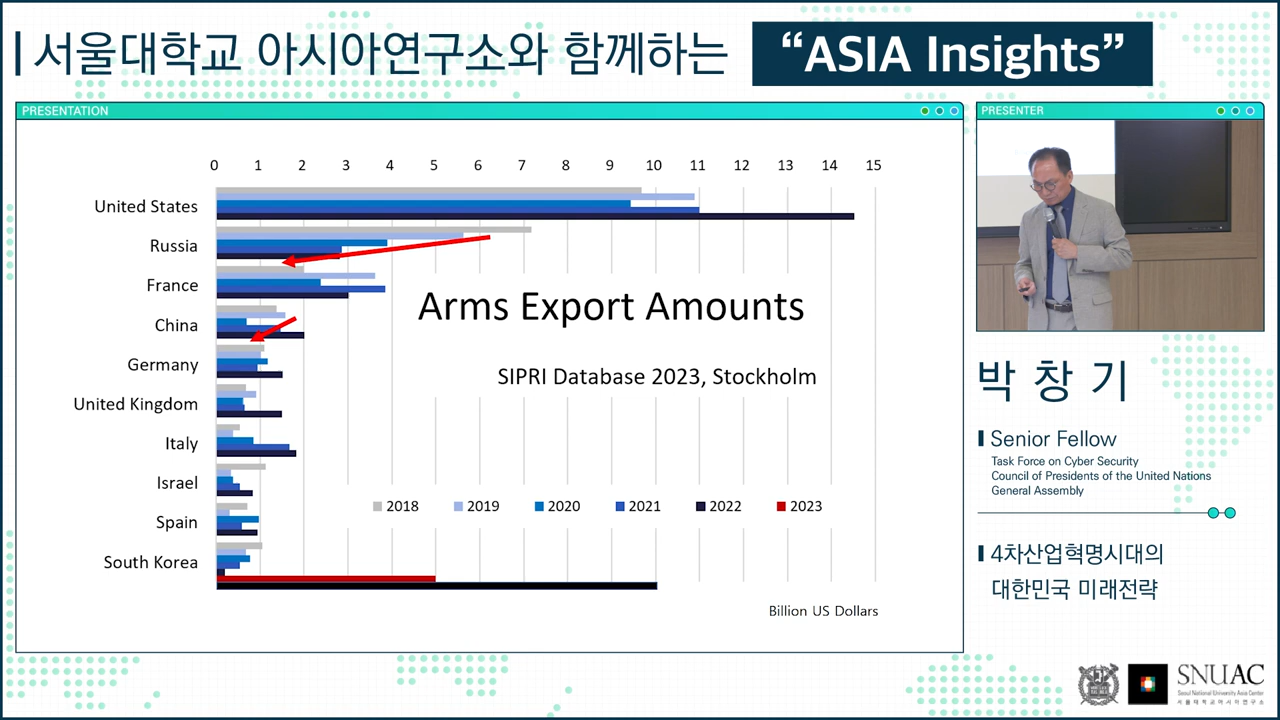 서울대학교 아시아연구소와 함께하는 “ASIA Insights”
PRESENTATION
0 1 2 3 4 5 6 7 8 9 10 11 12 13 14 15
United States
Russia
France
China
Germany
United Kingdom
Italy
Israel
Spain
South Korea
Arms Export Amounts
SIPRI Database 2023, Stockholm
2018 2019 2020 2021 2022 2023
Billion US Dollars
PRESENTER
박 창 기
Senior Fellow
Task Force on Cyber Security
Council of Presidents of the United Nations
General Assembly
4차산업혁명시대의
대한민국 미래전략
SNUAC
Seoul National University Asia Center
서울대학교아시아연구소